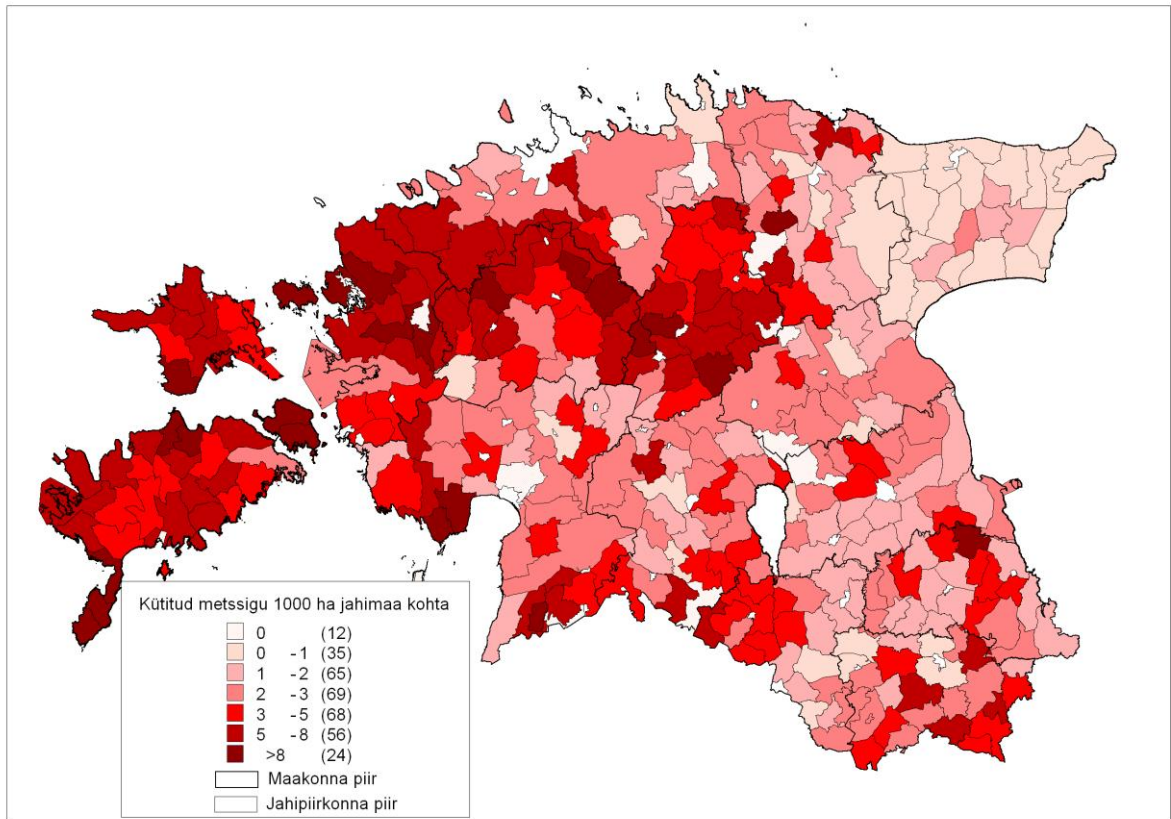 Kütitud metssigu 1000 ha jahimaa kohta
0 (12)
0 -1 (35)
1 -2 (65)
2 -3 (69)
3 -5 (68)
5 -8 (56)
>8 (24)
Maakonna piir
Jahipiirkonna piir